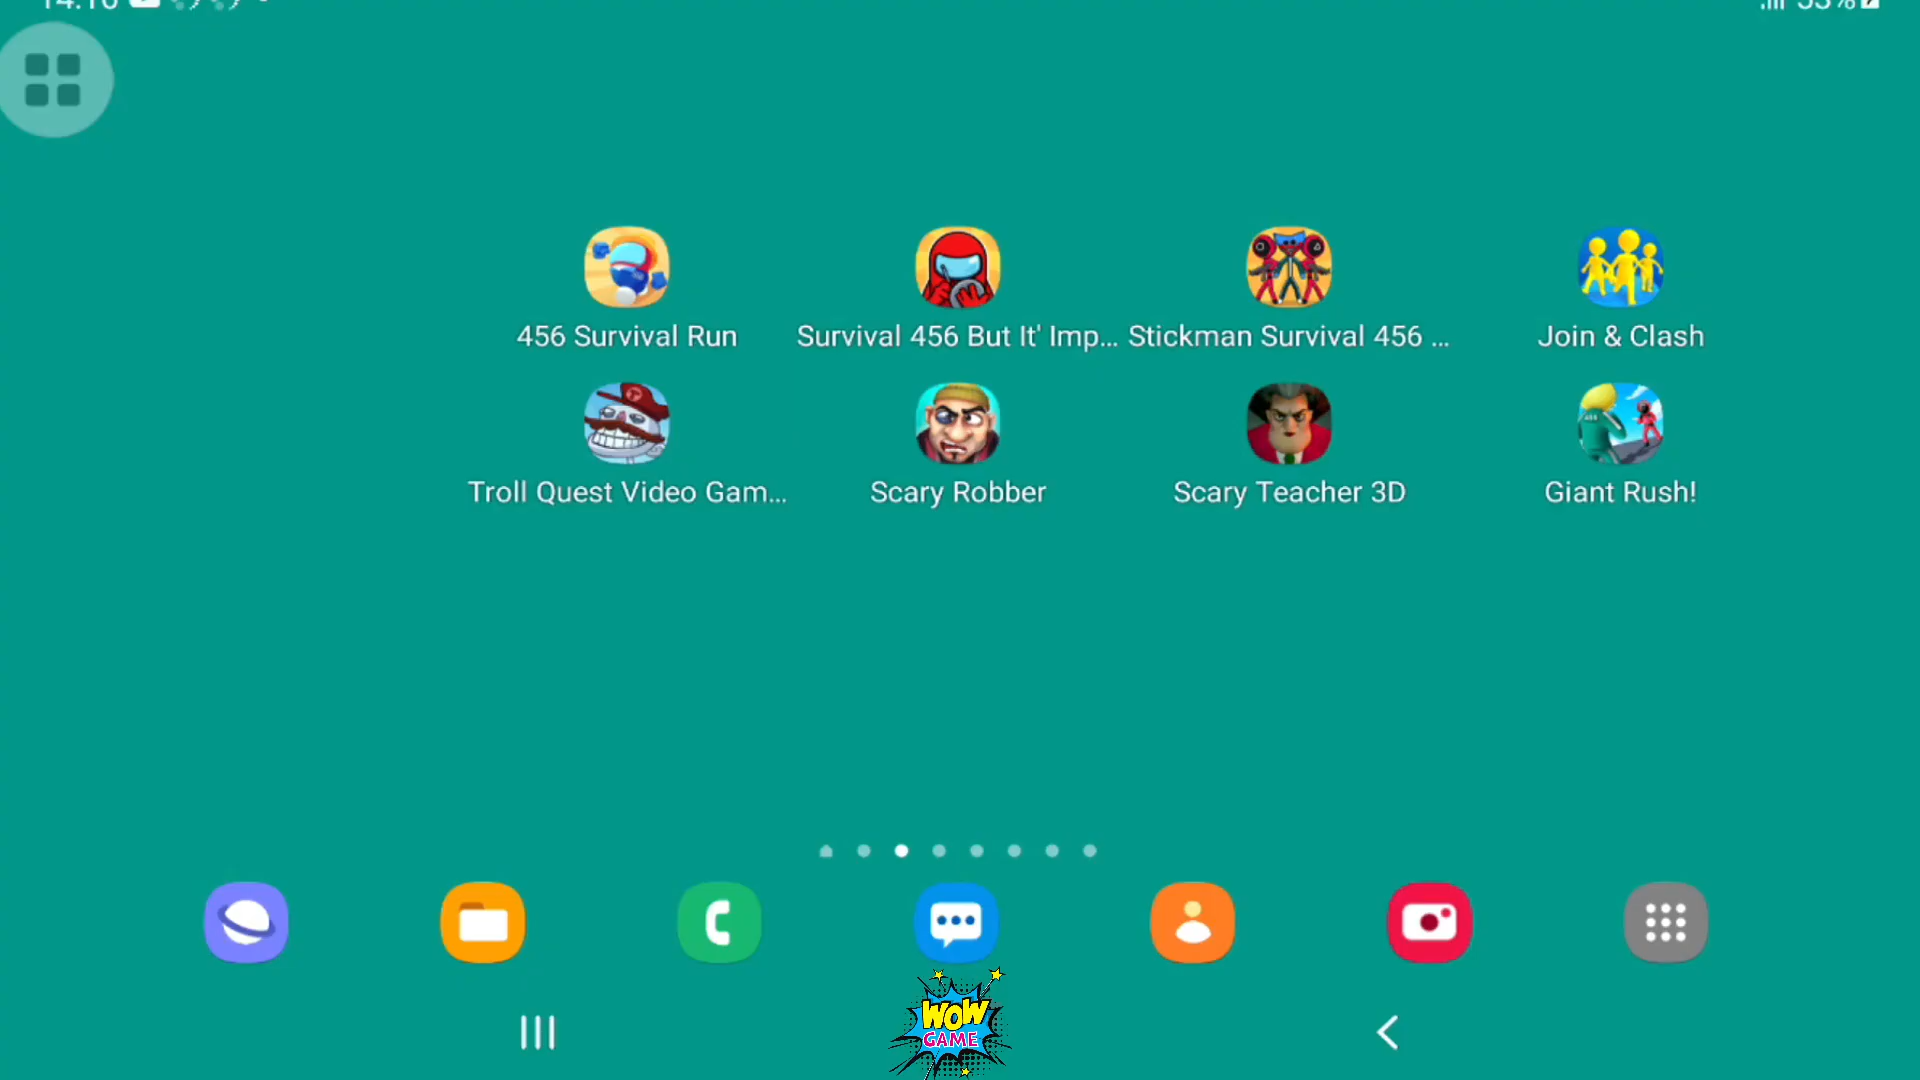 456 Survival Run
Survival 456 But It' Imp...
Stickman Survival 456 ...
Join & Clash
Troll Quest Video Gam...
Scary Robber
Scary Teacher 3D
Giant Rush!
WOW
GAME